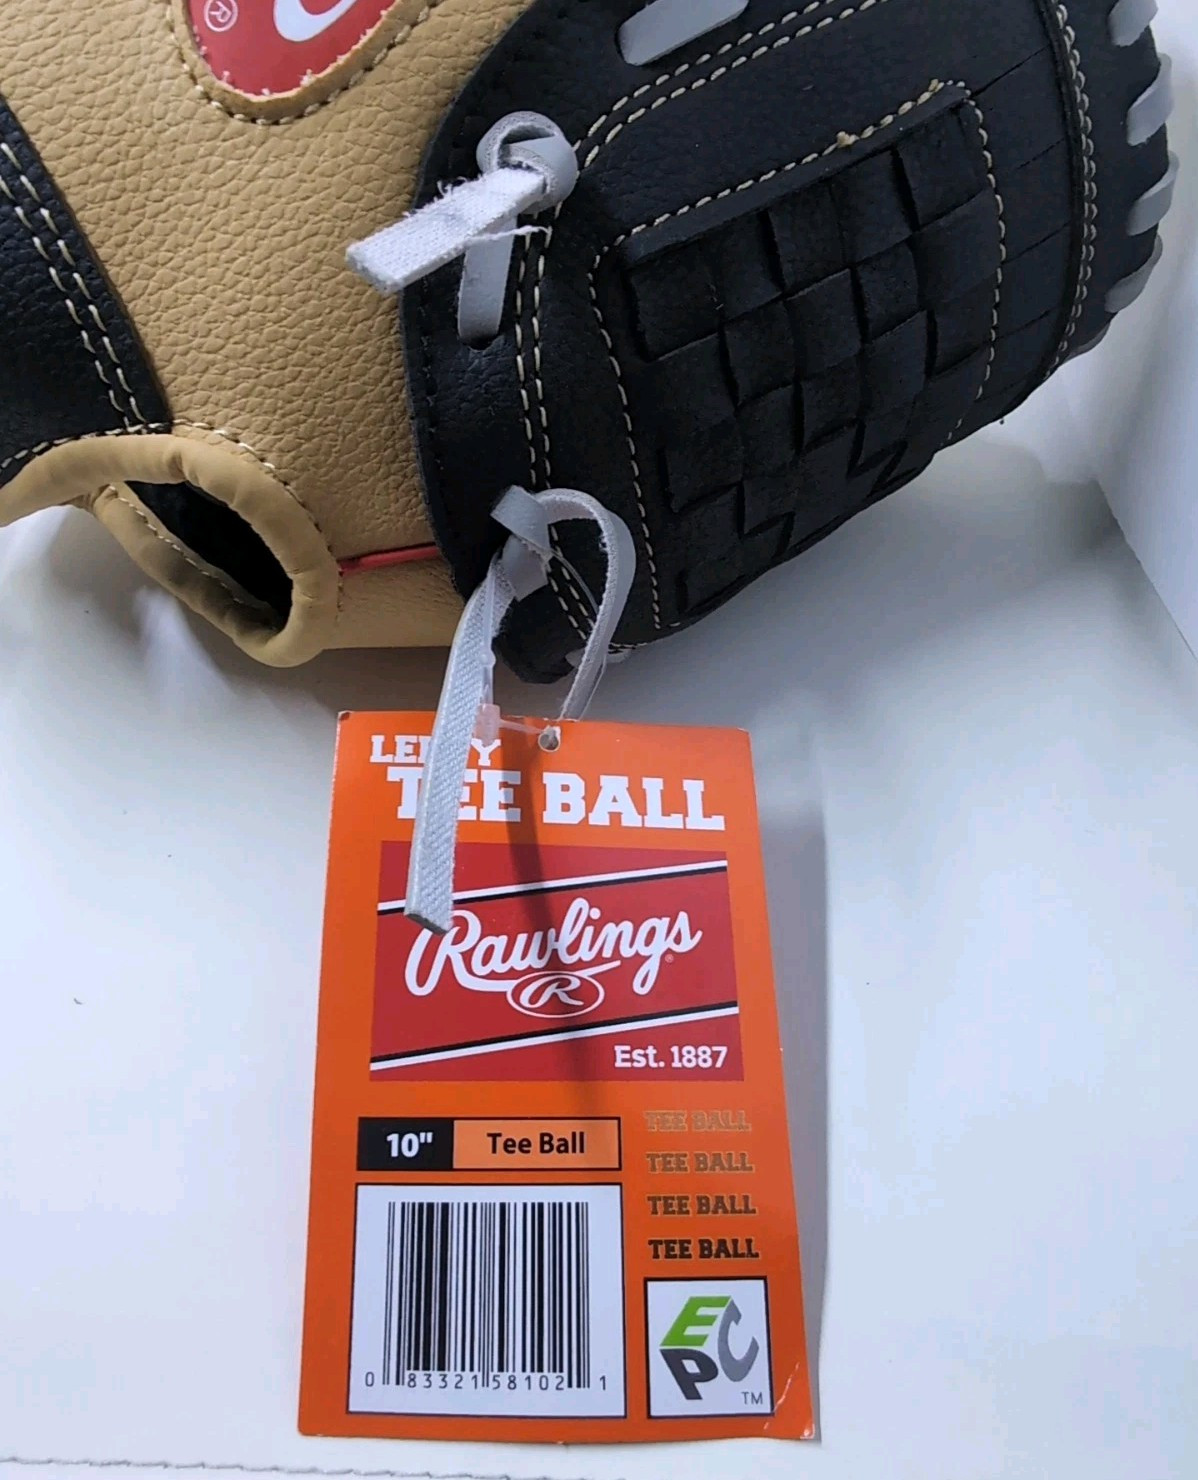 ®
TEE BALL
Rawlings
®
R
Est. 1887
10" Tee Ball
TEE BALL
TEE BALL
TEE BALL
TEE BALL
0 83321 58102 1
EPC
TM